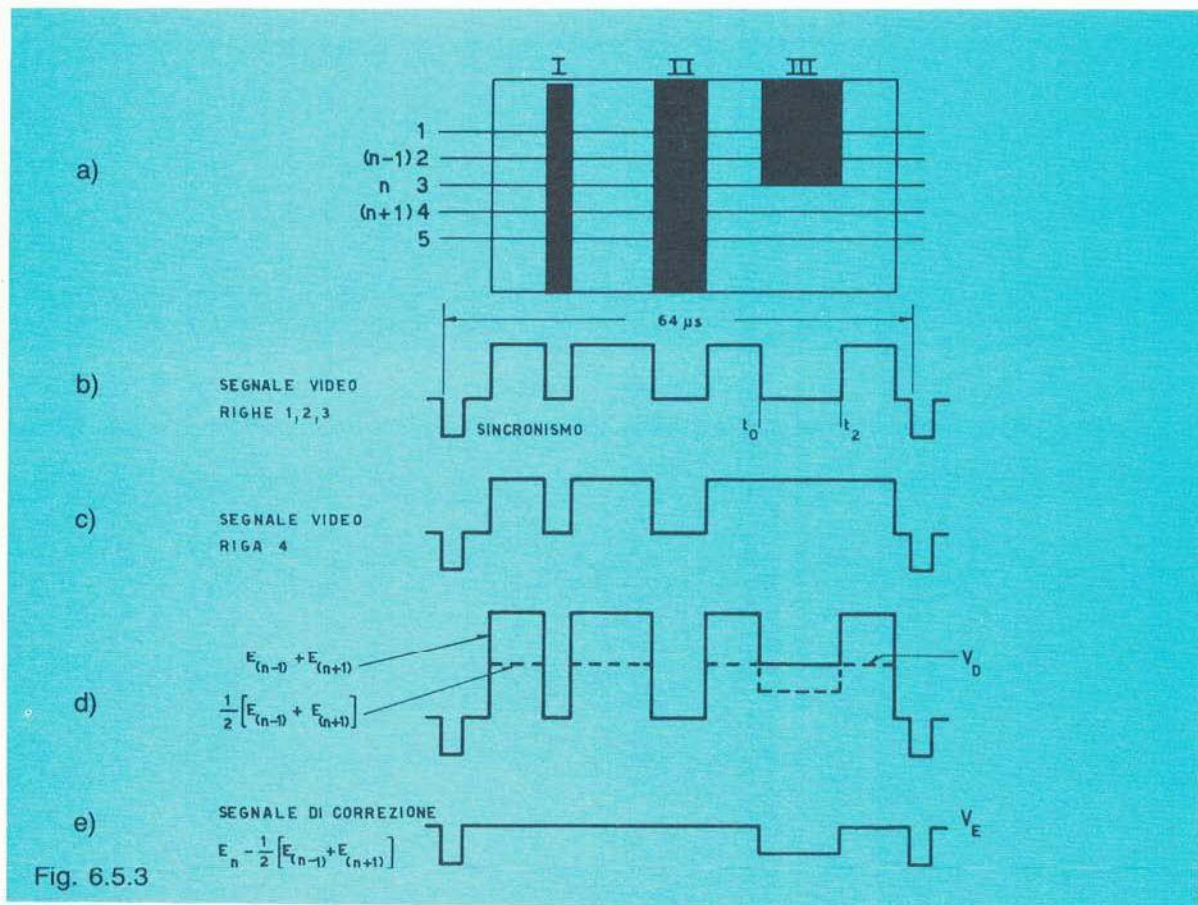 I II III
a)
1
(n-1) 2
n 3
(n+1) 4
5
64 µs
b)
SEGNALE VIDEO
RIGHE 1,2,3
SINCRONISMO
t0
t2
c)
SEGNALE VIDEO
RIGA 4
d)
E(n-1) + E(n+1)
1/2 [E(n-1) + E(n+1)]
VD
e)
SEGNALE DI CORREZIONE
En - 1/2 [E(n-1) + E(n+1)]
VE
Fig. 6.5.3